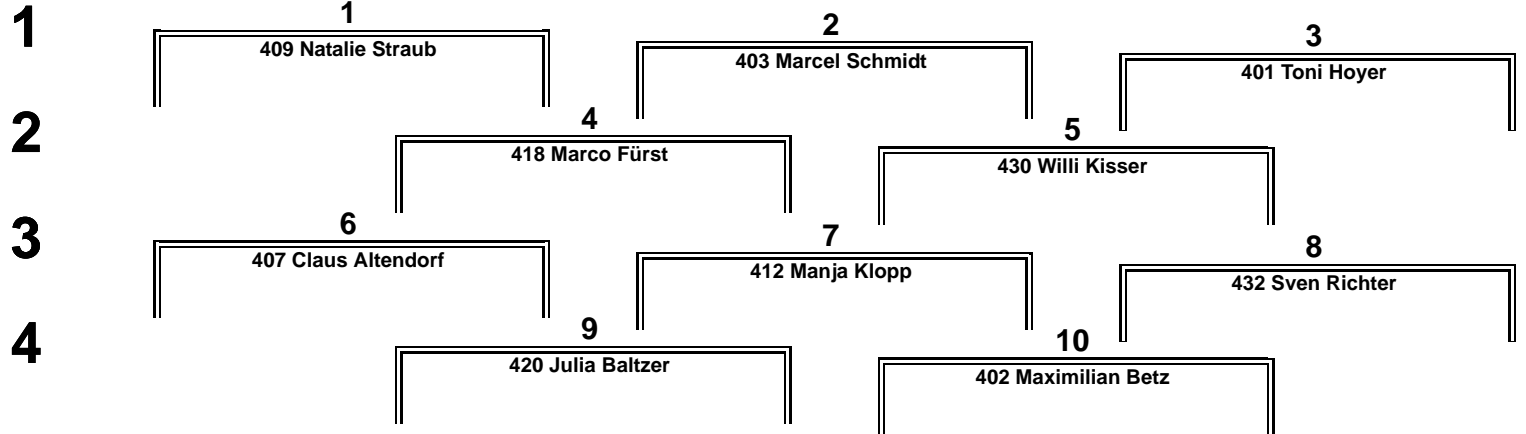 1
1
409 Natalie Straub
2
403 Marcel Schmidt
3
401 Toni Hoyer
2
4
418 Marco Fürst
5
430 Willi Kisser
3
6
407 Claus Altendorf
7
412 Manja Klopp
8
432 Sven Richter
4
9
420 Julia Baltzer
10
402 Maximilian Betz